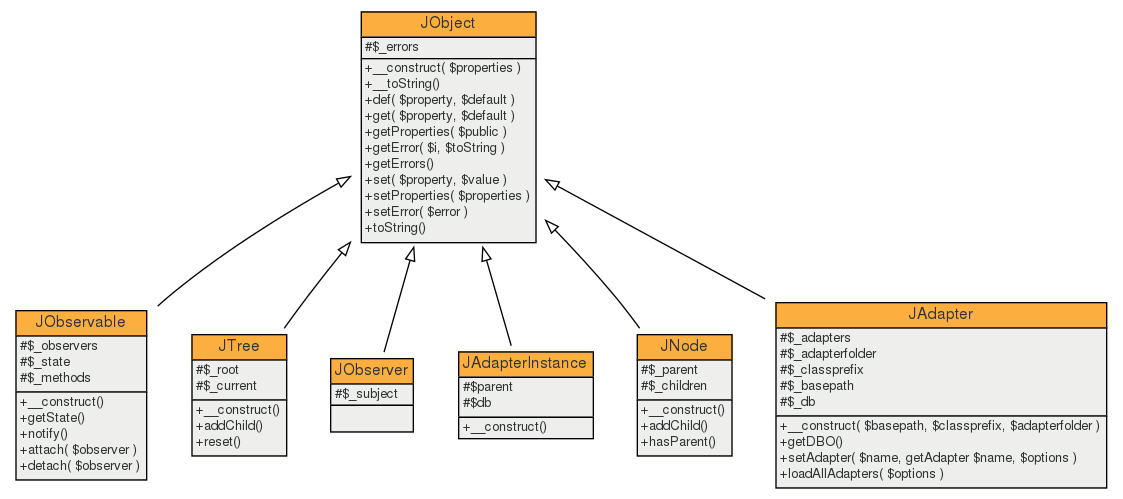 JObject
#$_errors
+__construct( $properties )
+__toString()
+def( $property, $default )
+get( $property, $default )
+getProperties( $public )
+getError( $i, $toString )
+getErrors()
+set( $property, $value )
+setProperties( $properties )
+setError( $error )
+toString()
JObservable
#$_observers
#$_state
#$_methods
+__construct()
+getState()
+notify()
+attach( $observer )
+detach( $observer )
JTree
#$_root
#$_current
+__construct()
+addChild()
+reset()
JObserver
#$_subject
JAdapterInstance
#$parent
#$db
+__construct()
JNode
#$_parent
#$_children
+__construct()
+addChild()
+hasParent()
JAdapter
#$_adapters
#$_adapterfolder
#$_classprefix
#$_basepath
#$_db
+__construct( $basepath, $classprefix, $adapterfolder )
+getDBO()
+setAdapter( $name, getAdapter $name, $options )
+loadAllAdapters( $options )